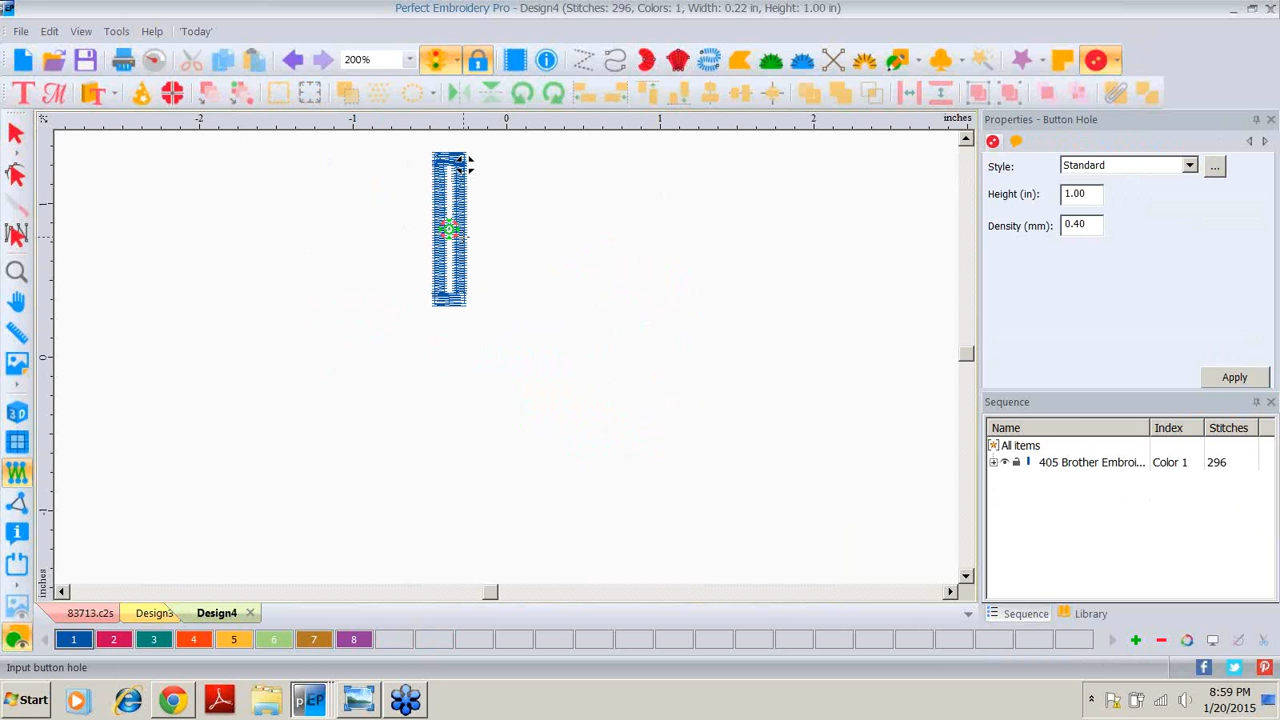 Perfect Embroidery Pro - Design4 (Stitches: 296, Colors: 1, Width: 0.22 in, Height: 1.00 in)
File Edit View Tools Help 'Today'
200%
inches
-2 -1 0 1 2
0
inches
Properties - Button Hole
Style: Standard ...
Height (in): 1.00
Density (mm): 0.40
Apply
Sequence
Name Index Stitches
All items
405 Brother Embroi... Color 1 296
3D
83713.c2s Design3 Design4
Sequence Library
1 2 3 4 5 6 7 8
Input button hole
Start
pEP
8:59 PM
1/20/2015